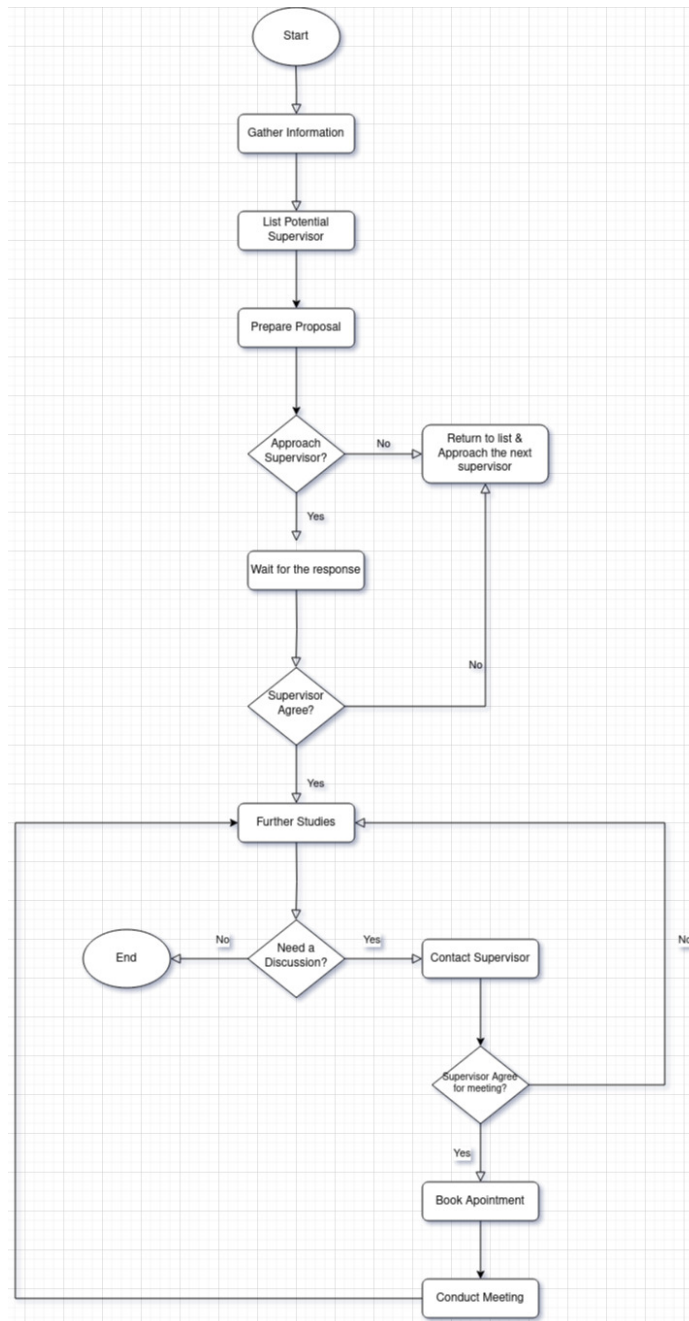 Start
Gather Information
List Potential
Supervisor
Prepare Proposal
Approach
Supervisor?
No
Return to list &
Approach the next
supervisor
Yes
Wait for the response
No
Supervisor
Agree?
Yes
Further Studies
End
No
Need a
Discussion?
Yes
Contact Supervisor
No
Supervisor Agree
for meeting?
Yes
Book Apointment
Conduct Meeting